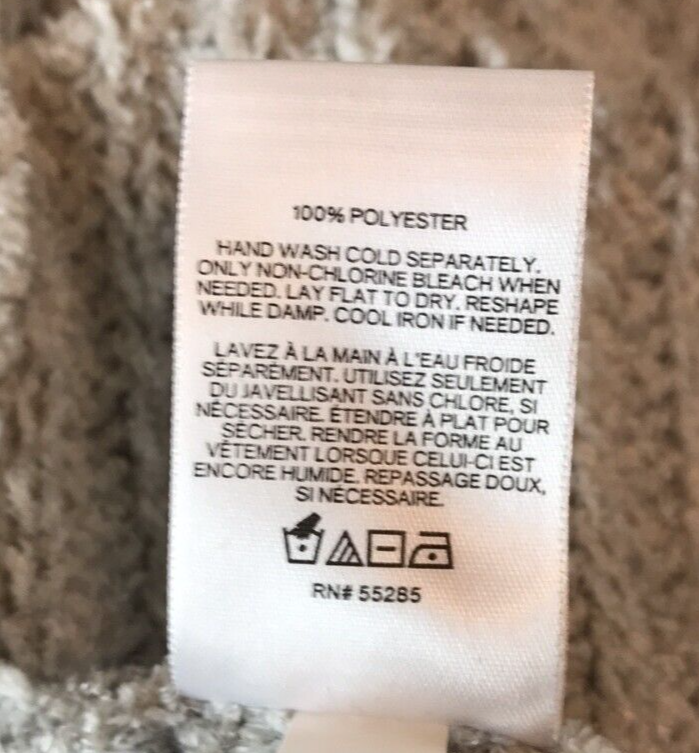 100% POLYESTER
HAND WASH COLD SEPARATELY.
ONLY NON-CHLORINE BLEACH WHEN
NEEDED. LAY FLAT TO DRY. RESHAPE
WHILE DAMP. COOL IRON IF NEEDED.
LAVEZ À LA MAIN À L'EAU FROIDE
SÉPARÉMENT. UTILISEZ SEULEMENT
DU JAVELLISANT SANS CHLORE, SI
NÉCESSAIRE. ÉTENDRE À PLAT POUR
SÉCHER. RENDRE LA FORME AU
VÊTEMENT LORSQUE CELUI-CI EST
ENCORE HUMIDE. REPASSAGE DOUX,
SI NÉCESSAIRE.
RN# 55285